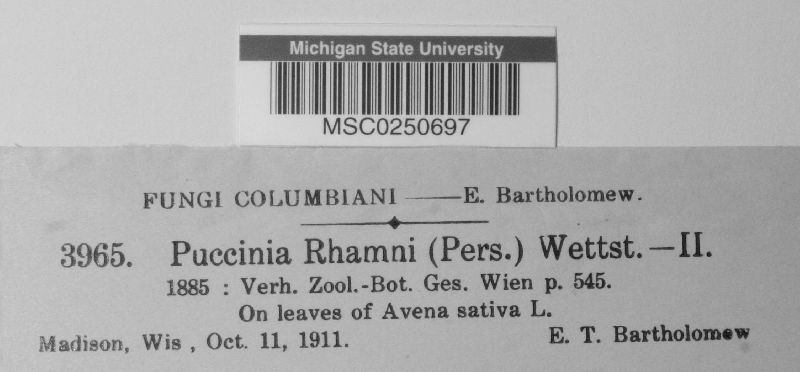 Michigan State University
MSC0250697
FUNGI COLUMBIANI —— E. Bartholomew.
3965. Puccinia Rhamni (Pers.) Wettst. —II.
1885 : Verh. Zool.-Bot. Ges. Wien p. 545.
On leaves of Avena sativa L.
Madison, Wis , Oct. 11, 1911. E. T. Bartholomew